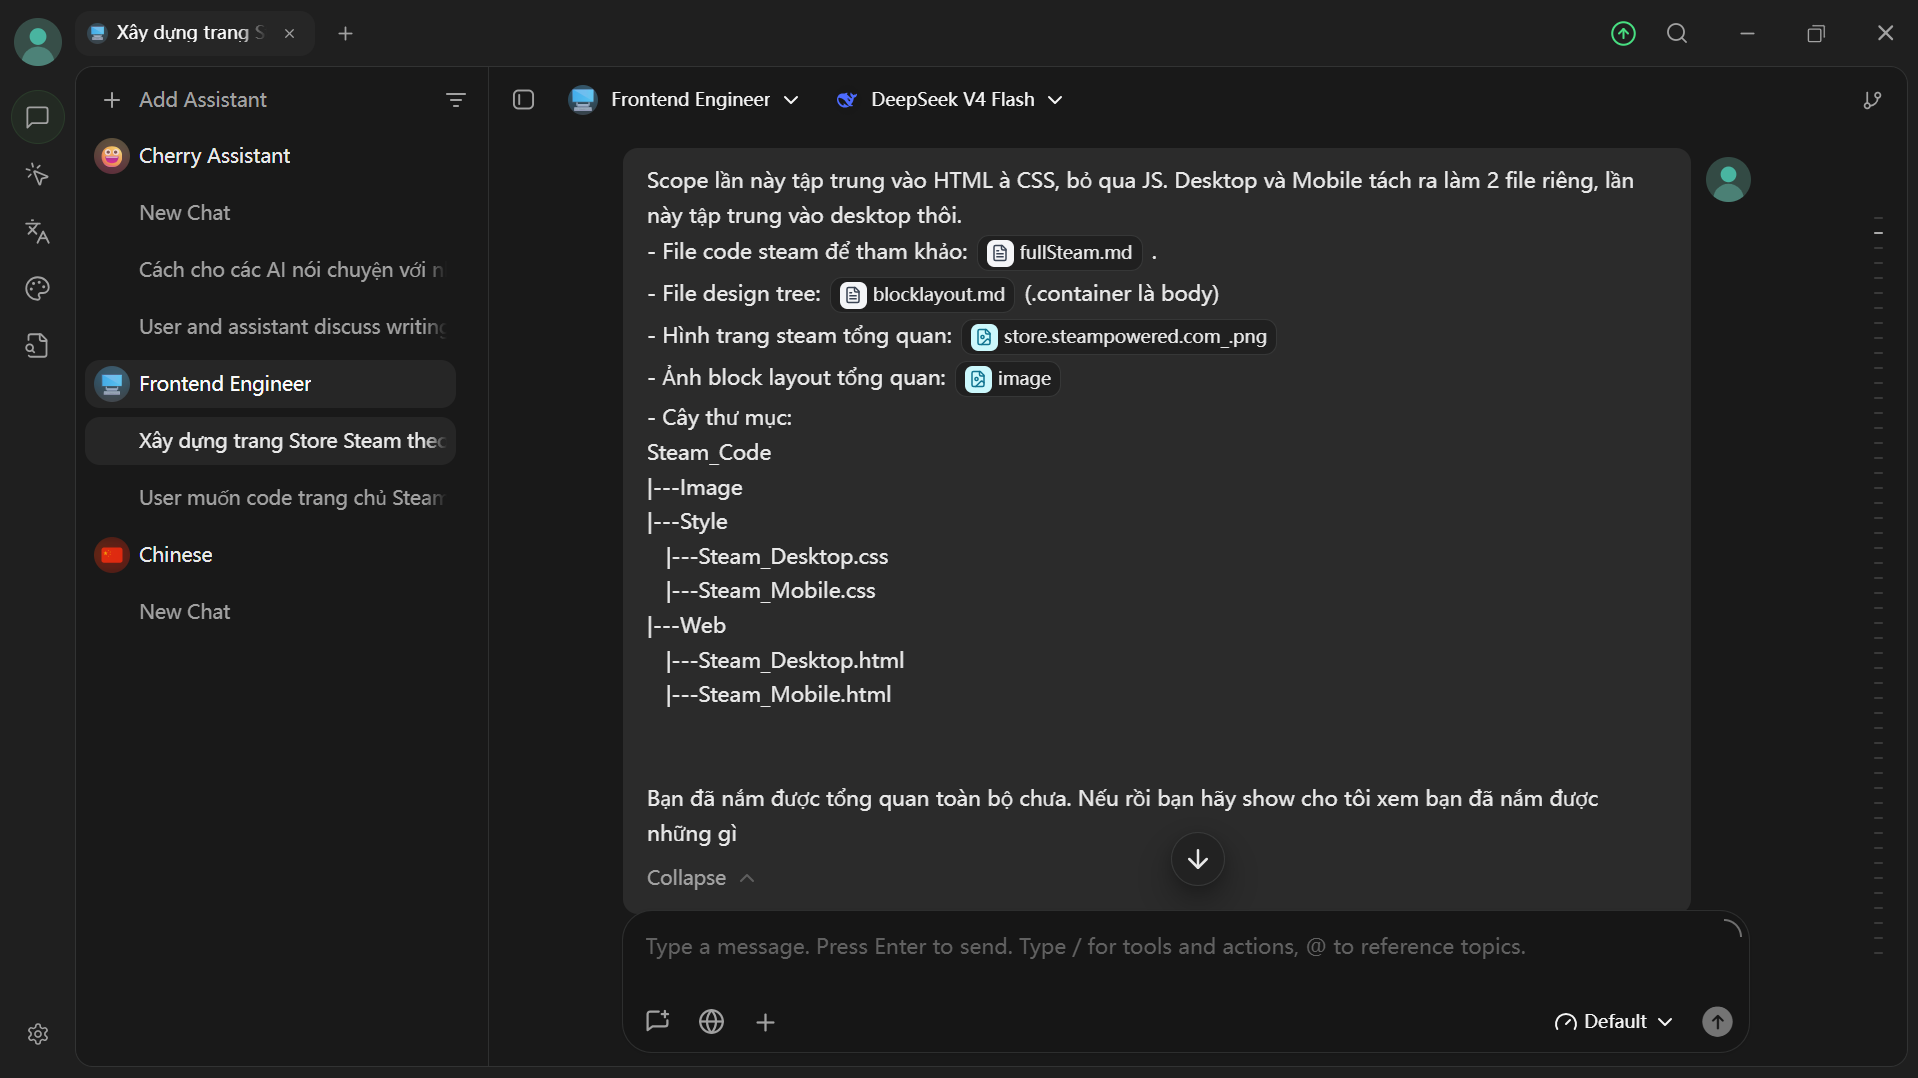 Xây dựng trang S
Add Assistant
Cherry Assistant
New Chat
Cách cho các AI nói chuyện với n
User and assistant discuss writing
Frontend Engineer
Xây dựng trang Store Steam theo
User muốn code trang chủ Steam
Chinese
New Chat
Frontend Engineer
DeepSeek V4 Flash
Scope lần này tập trung vào HTML à CSS, bỏ qua JS. Desktop và Mobile tách ra làm 2 file riêng, lần
này tập trung vào desktop thôi.
- File code steam để tham khảo: fullSteam.md .
- File design tree: blocklayout.md (.container là body)
- Hình trang steam tổng quan: store.steampowered.com_.png
- Ảnh block layout tổng quan: image
- Cây thư mục:
Steam_Code
|---Image
|---Style
|---Steam_Desktop.css
|---Steam_Mobile.css
|---Web
|---Steam_Desktop.html
|---Steam_Mobile.html
Bạn đã nắm được tổng quan toàn bộ chưa. Nếu rồi bạn hãy show cho tôi xem bạn đã nắm được
những gì
Collapse
Type a message. Press Enter to send. Type / for tools and actions, @ to reference topics.
Default